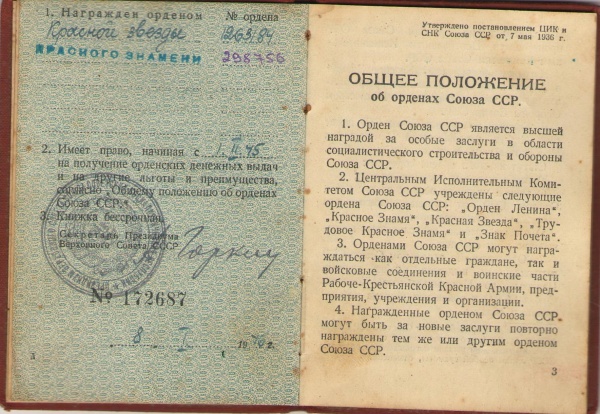 1. Награжден орденом № ордена
Красной Звезды 263184
КРАСНОГО ЗНАМЕНИ 298756
2. Имеет право, начиная с 1.II.45
на получение орденских денежных выдач
и на другие льготы и преимущества,
согласно „Общему положению об орденах
Союза ССР."
3. Книжка бессрочная.
Секретарь Президиума
Верховного Совета СССР
Горкин
№ 172687
8 I г.
Утверждено постановлением ЦИК и
СНК Союза ССР от 7 мая 1936 г.
ОБЩЕЕ ПОЛОЖЕНИЕ
об орденах Союза ССР.
1. Орден Союза ССР является высшей
наградой за особые заслуги в области
социалистического строительства и обороны
Союза ССР.
2. Центральным Исполнительным Коми-
тетом Союза ССР учреждены следующие
ордена Союза ССР: „Орден Ленина",
„Красное Знамя", „Красная Звезда", „Тру-
довое Красное Знамя" и „Знак Почета".
3. Орденами Союза ССР могут награ-
ждаться как отдельные граждане, так и
войсковые соединения и воинские части
Рабоче-Крестьянской Красной Армии, пред-
приятия, учреждения и организации.
4. Награжденные орденом Союза ССР
могут быть за новые заслуги повторно
награждены тем же или другим орденом
Союза ССР.
3